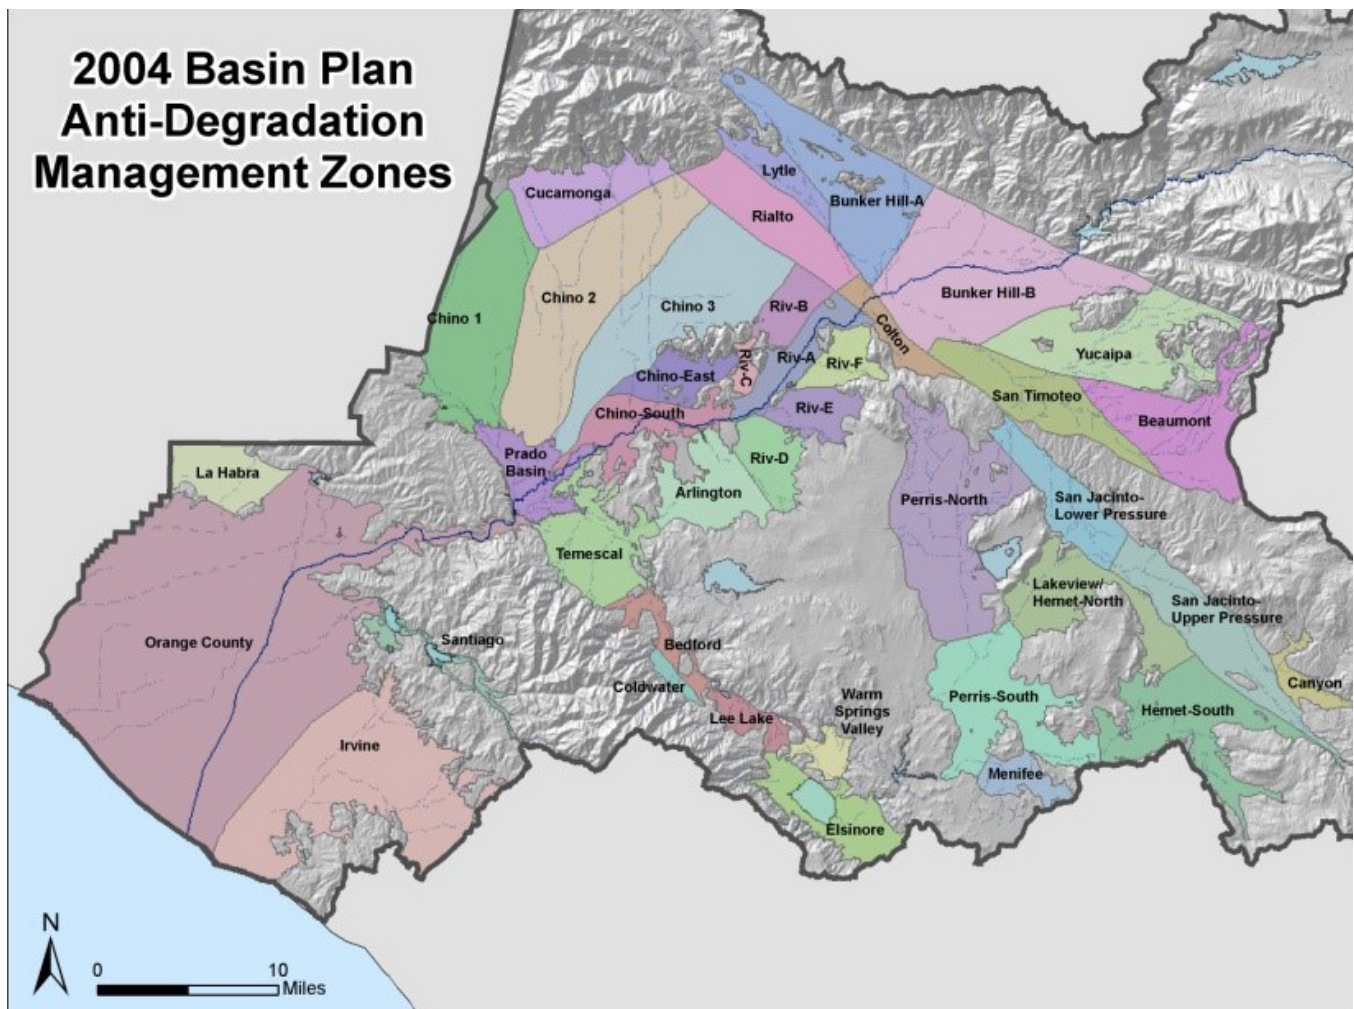 2004 Basin Plan
Anti-Degradation
Management Zones
Lytle
Cucamonga
Bunker Hill-A
Rialto
Chino 2
Bunker Hill-B
Chino 3
Riv-B
Chino 1
Colton
Yucaipa
Riv-C
Riv-A
Riv-F
Chino-East
San Timoteo
Chino-South
Riv-E
Beaumont
Prado
Basin
Riv-D
La Habra
Arlington
Perris-North
San Jacinto-
Lower Pressure
Temescal
Lakeview/
Hemet-North
San Jacinto-
Upper Pressure
Orange County
Santiago
Bedford
Coldwater
Canyon
Perris-South
Warm
Springs
Valley
Hemet-South
Lee Lake
Irvine
Menifee
Elsinore
N
0 10
Miles